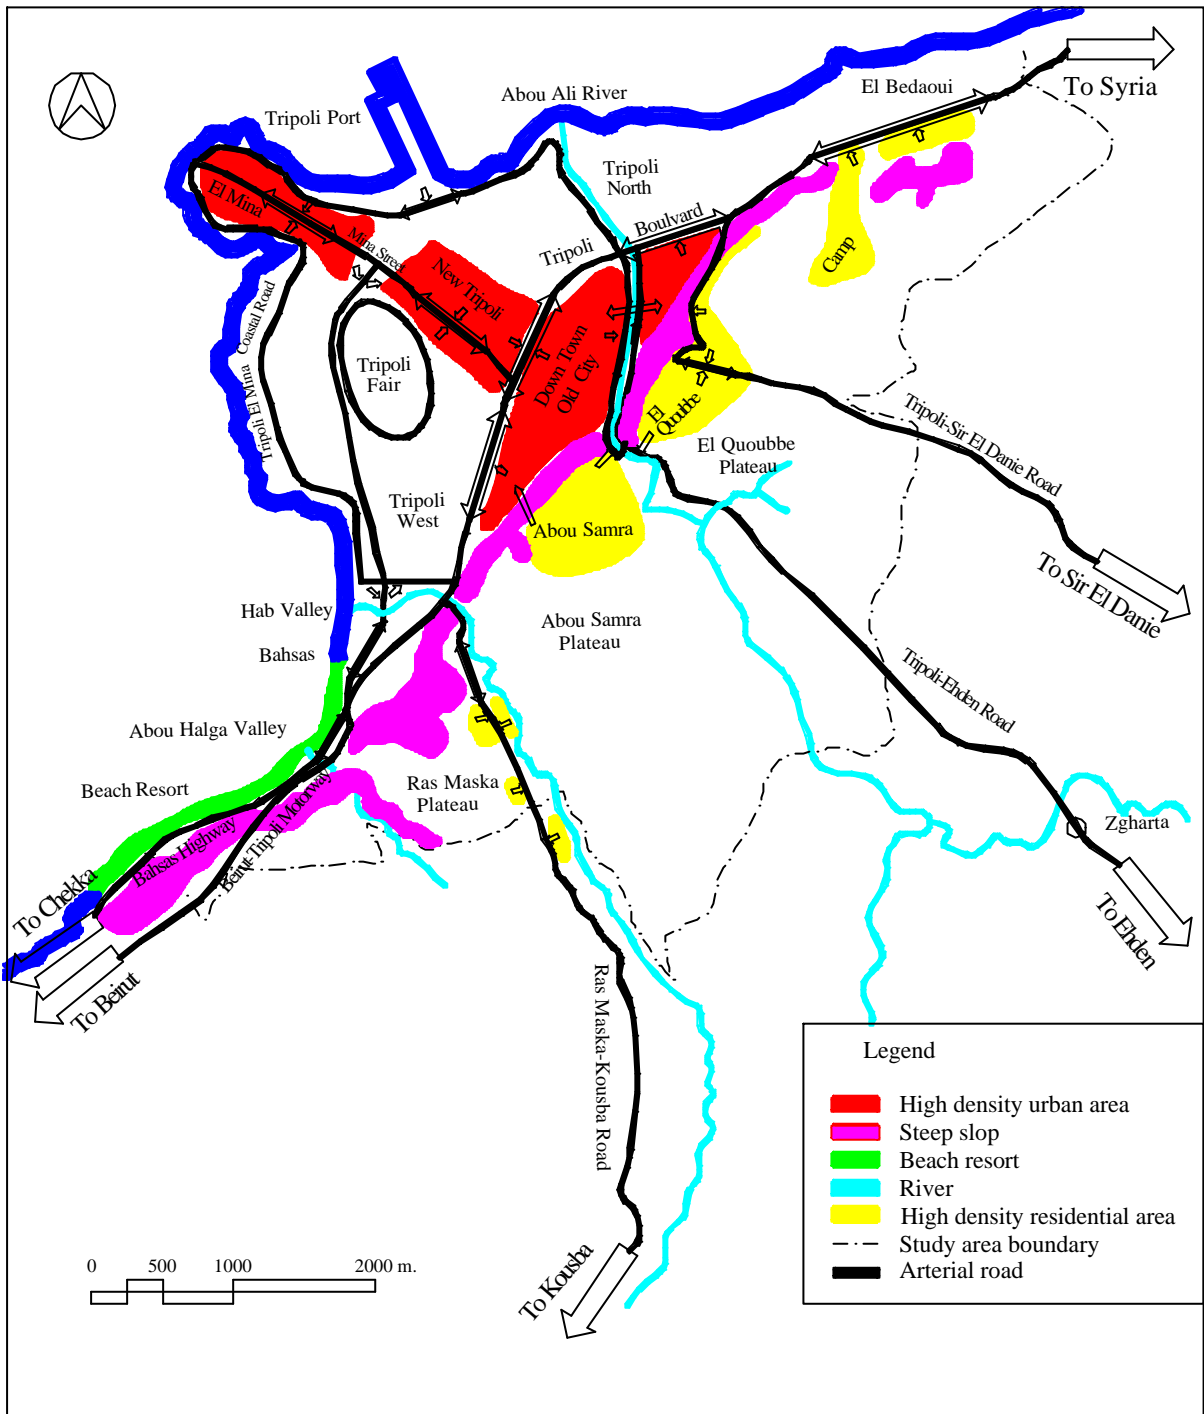 El Bedaoui
To Syria
Abou Ali River
Tripoli Port
Tripoli
North
El Mina
Mina Street
Boulvard
Tripoli
Camp
New Tripoli
Tripoli El Mina Coastal Road
Tripoli
Fair
Down Town
Old City
El
Quoubbe
El Quoubbe
Plateau
Tripoli-Sir El Danie Road
Tripoli
West
Abou Samra
To Sir El Danie
Hab Valley
Abou Samra
Plateau
Bahsas
Tripoli-Ehden Road
Abou Halga Valley
Beach Resort
Ras Maska
Plateau
Zgharta
Bahsas Highway
Beirut-Tripoli Motorway
To Chekka
To Beirut
To Ehden
Ras Maska-Kousba Road
To Kousba
Legend
High density urban area
Steep slop
Beach resort
River
High density residential area
Study area boundary
Arterial road
0 500 1000 2000 m.